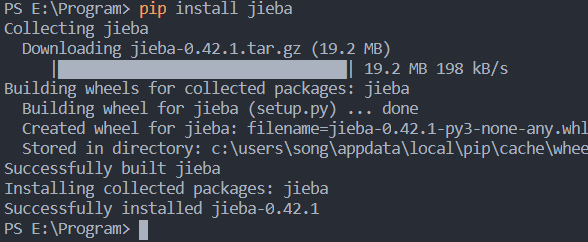 PS E:\Program> pip install jieba
Collecting jieba
  Downloading jieba-0.42.1.tar.gz (19.2 MB)
     |████████████████████████████████| 19.2 MB 198 kB/s
Building wheels for collected packages: jieba
  Building wheel for jieba (setup.py) ... done
  Created wheel for jieba: filename=jieba-0.42.1-py3-none-any.whl
  Stored in directory: c:\users\song\appdata\local\pip\cache\whee
Successfully built jieba
Installing collected packages: jieba
Successfully installed jieba-0.42.1
PS E:\Program>